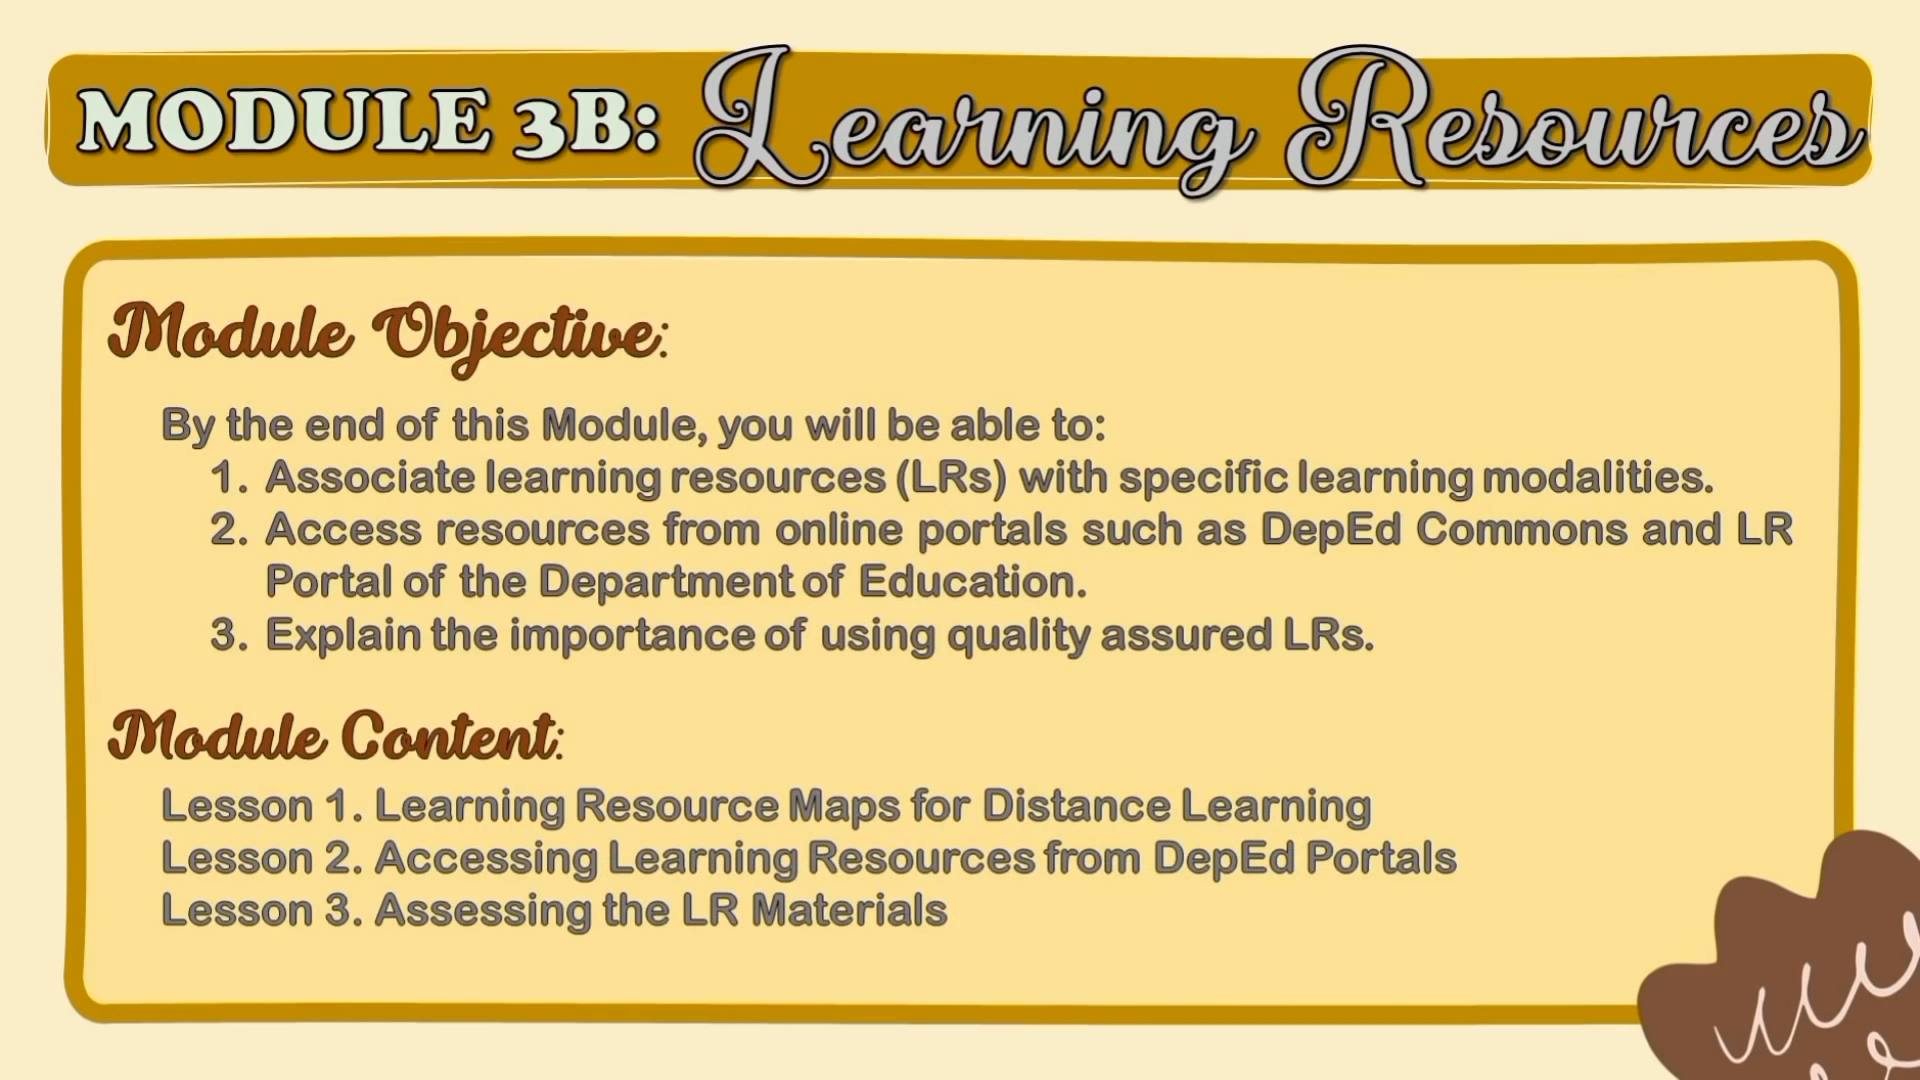 MODULE 3B: Learning Resources
Module Objective:
By the end of this Module, you will be able to:
1. Associate learning resources (LRs) with specific learning modalities.
2. Access resources from online portals such as DepEd Commons and LR
Portal of the Department of Education.
3. Explain the importance of using quality assured LRs.
Module Content:
Lesson 1. Learning Resource Maps for Distance Learning
Lesson 2. Accessing Learning Resources from DepEd Portals
Lesson 3. Assessing the LR Materials